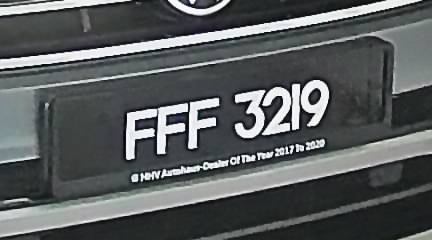 FFF 3219
© NHV Autohaus-Dealer Of The Year 2017 To 2020